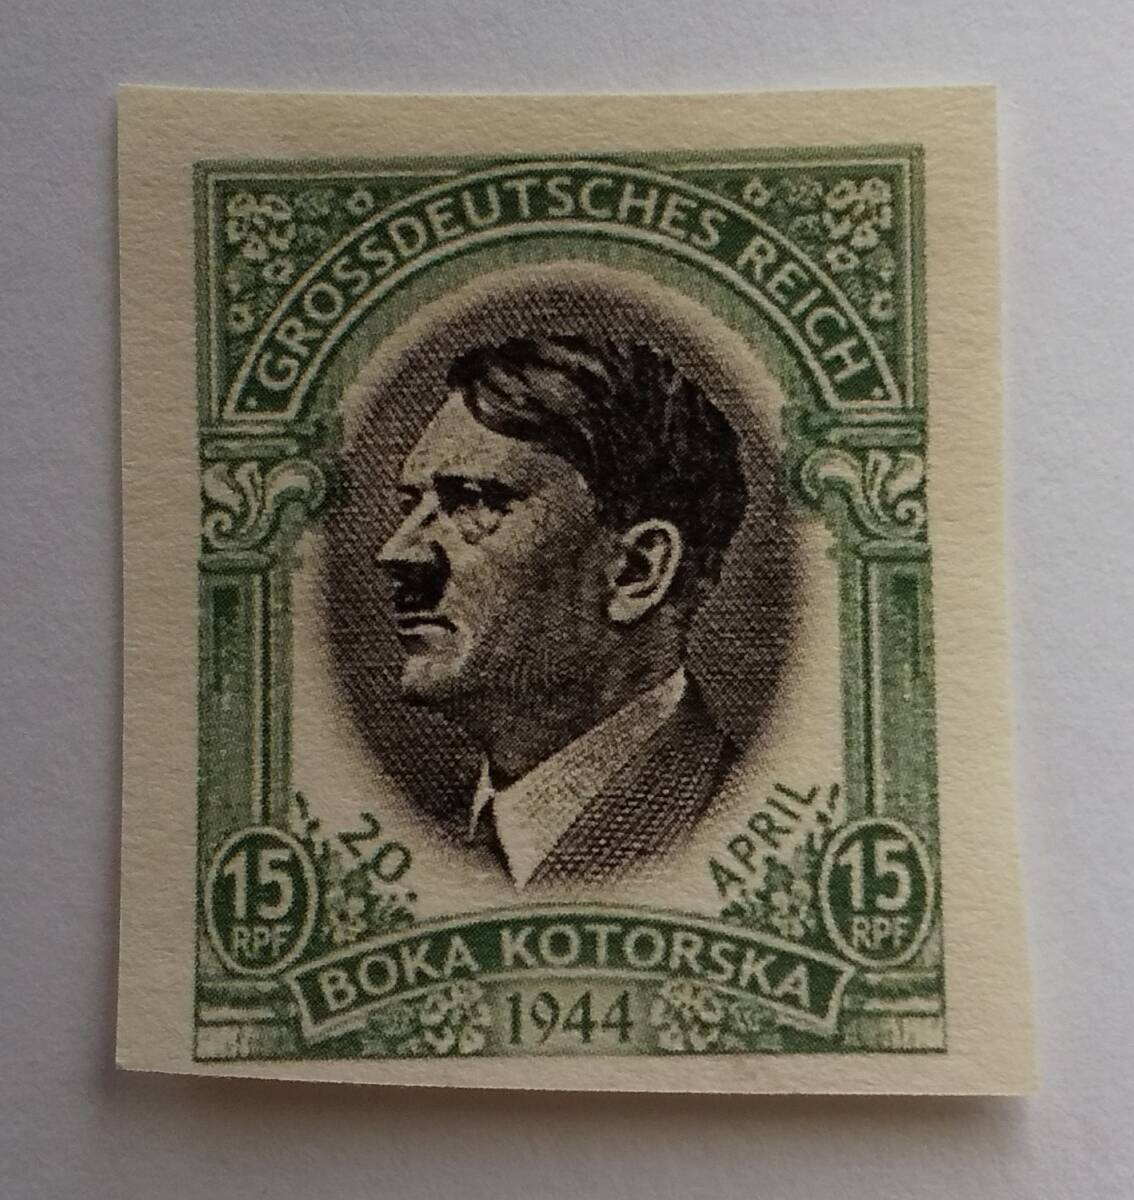 GROSSDEUTSCHES REICH
20. APRIL
15 RPF
15 RPF
BOKA KOTORSKA
1944